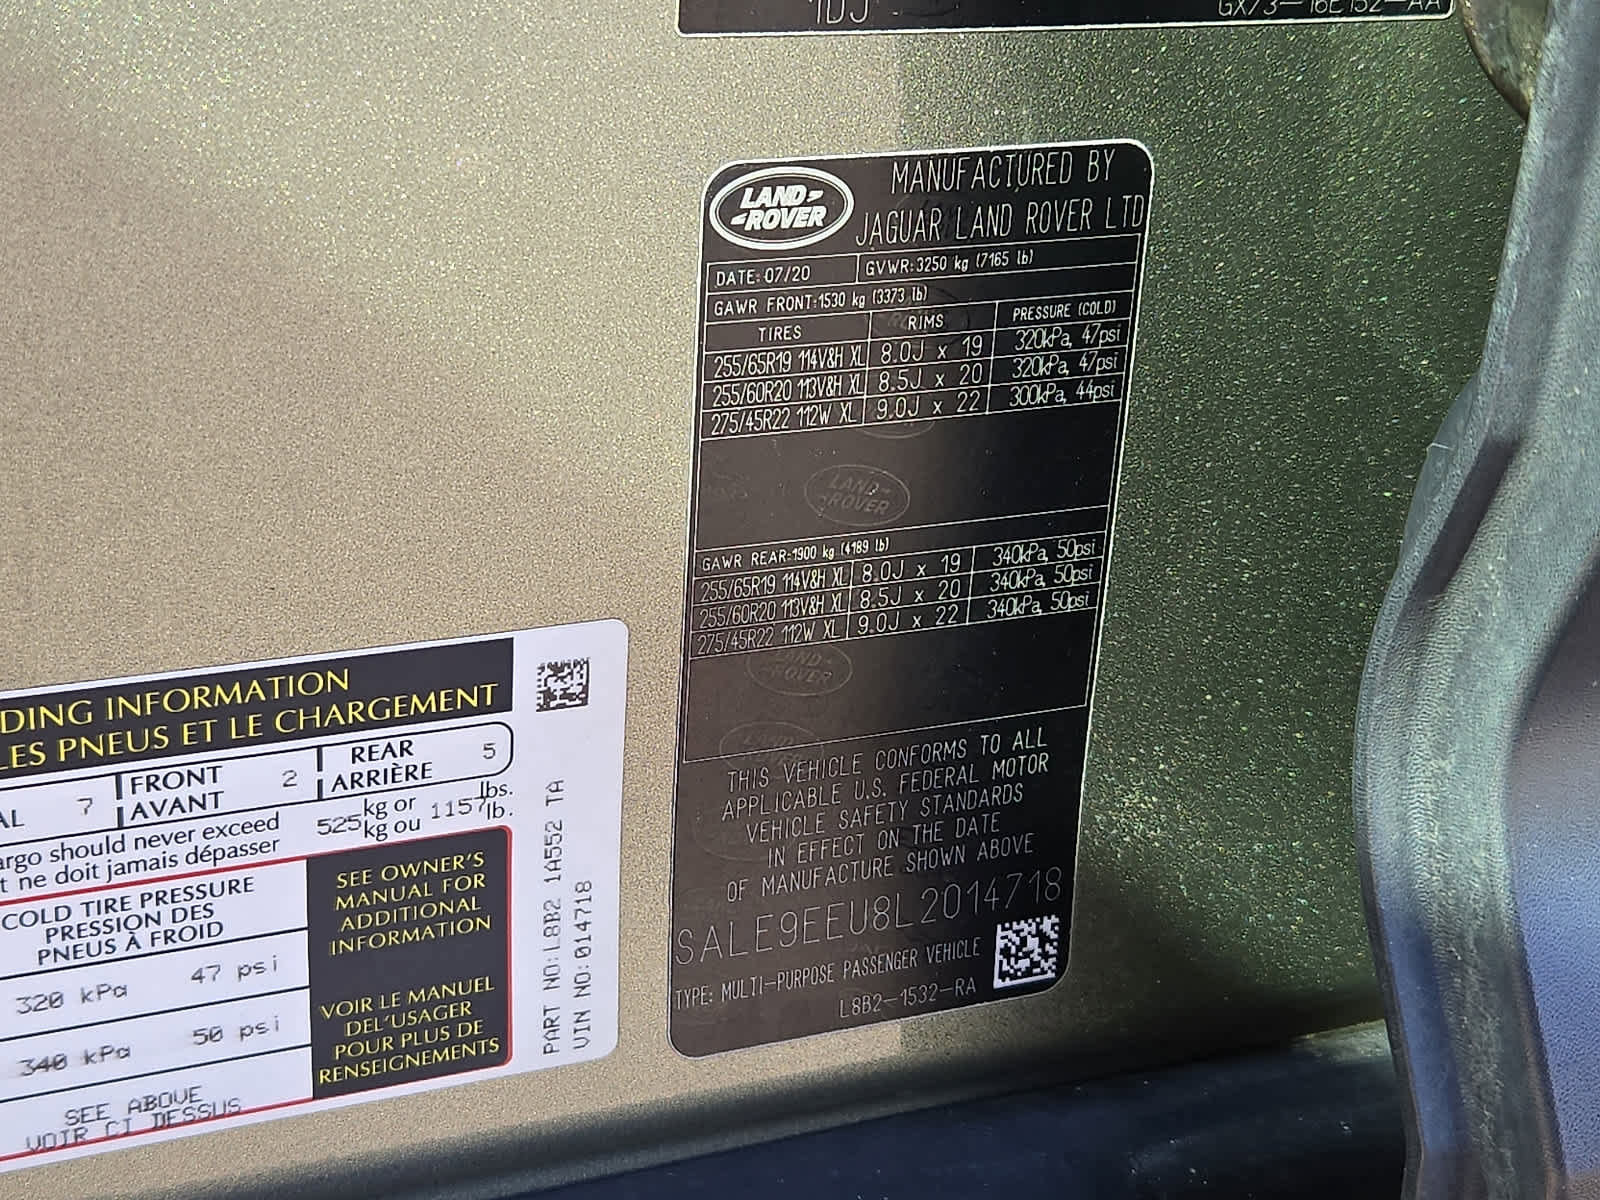 1DJ
GX73-16E152-AA
LAND ROVER
MANUFACTURED BY
JAGUAR LAND ROVER LTD
DATE: 07/20 GVWR:3250 kg (7165 lb)
GAWR FRONT:1530 kg (3373 lb)
TIRES RIMS PRESSURE (COLD)
255/65R19 114V&H XL 8.0J x 19 320kPa, 47psi
255/60R20 113V&H XL 8.5J x 20 320kPa, 47psi
275/45R22 112W XL 9.0J x 22 300kPa, 44psi
LAND ROVER
GAWR REAR:1900 kg (4189 lb)
255/65R19 114V&H XL 8.0J x 19 340kPa, 50psi
255/60R20 113V&H XL 8.5J x 20 340kPa, 50psi
275/45R22 112W XL 9.0J x 22 340kPa, 50psi
LAND ROVER
LAND
THIS VEHICLE CONFORMS TO ALL
APPLICABLE U.S. FEDERAL MOTOR
VEHICLE SAFETY STANDARDS
IN EFFECT ON THE DATE
OF MANUFACTURE SHOWN ABOVE
SALE9EEU8L2014718
TYPE: MULTI-PURPOSE PASSENGER VEHICLE
L8B2-1532-RA
DING INFORMATION
LES PNEUS ET LE CHARGEMENT
AL 7 FRONT AVANT 2 REAR ARRIÈRE 5
argo should never exceed 525 kg or 1157 lbs.
t ne doit jamais dépasser kg ou lb.
COLD TIRE PRESSURE
PRESSION DES
PNEUS À FROID
320 kPa 47 psi
340 kPa 50 psi
SEE ABOVE
VOIR CI DESSUS
SEE OWNER'S
MANUAL FOR
ADDITIONAL
INFORMATION
VOIR LE MANUEL
DEL'USAGER
POUR PLUS DE
RENSEIGNEMENTS
PART NO:L8B2 1A552 TA
VIN NO:014718